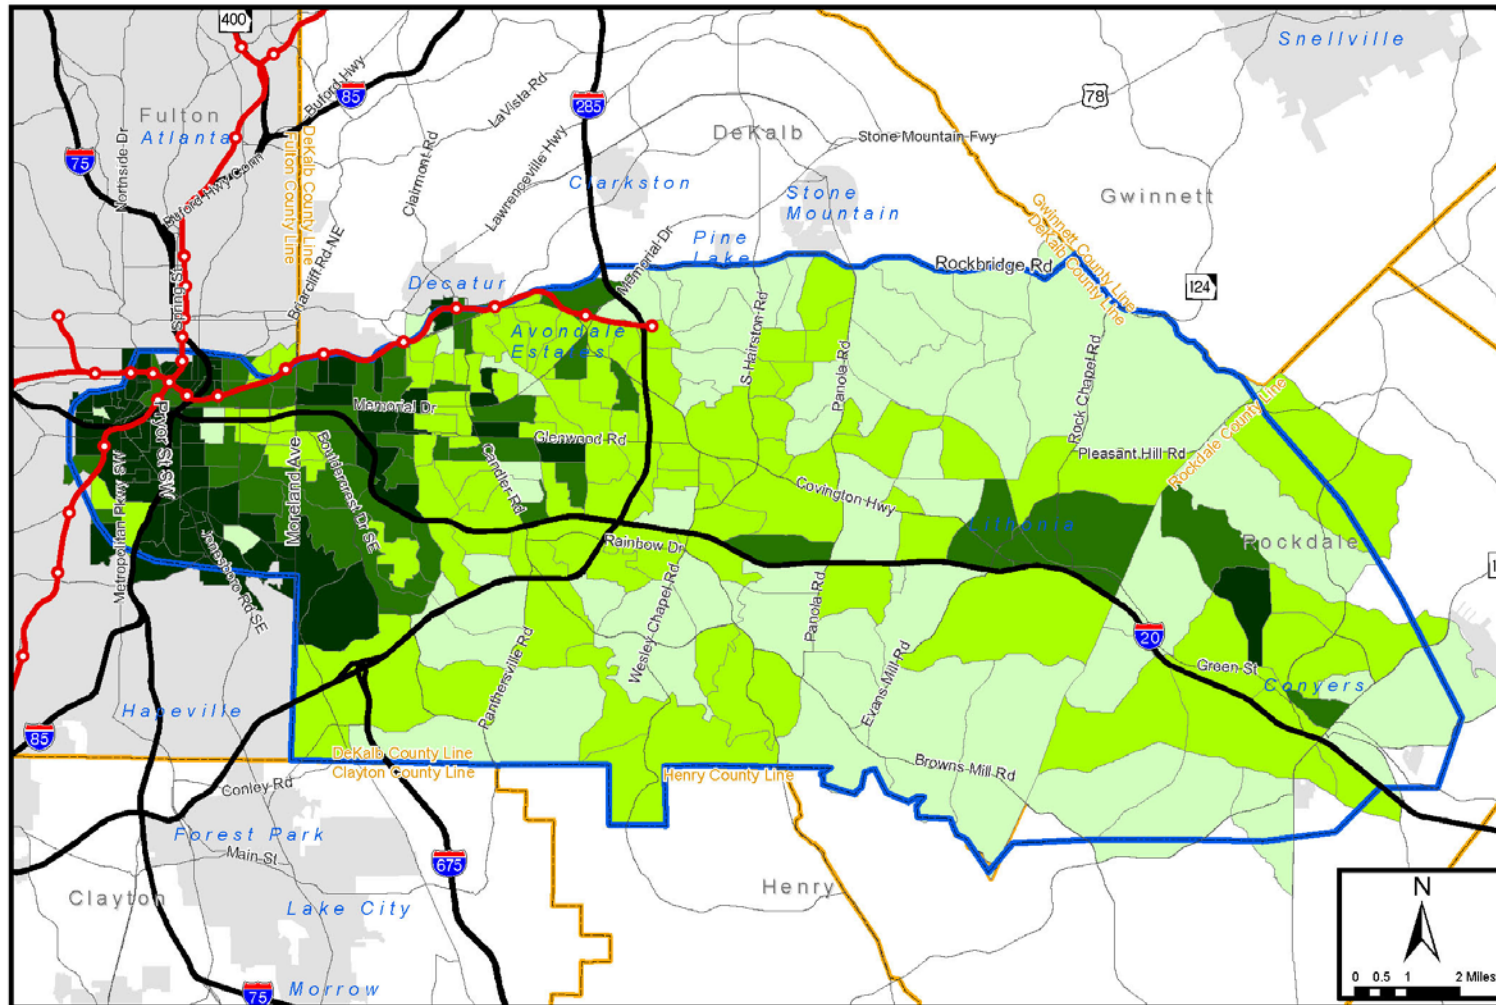 400
Snellville
Buford Hwy
85
LaVista Rd
285
78
Fulton
Atlanta
DeKalb
Stone Mountain Fwy
Northside Dr
75
DeKalb County Line
Fulton County Line
Clairmont Rd
Lawrenceville Hwy
Buford Hwy Conn
Clarkston
Stone
Mountain
Gwinnett
Gwinnett County Line
DeKalb County Line
Pine
Lake
Memorial Dr
Briarcliff Rd NE
Rockbridge Rd
Spring St
Decatur
124
Avondale
Estates
S Hairston Rd
Panola Rd
Rock Chapel Rd
Rockdale County Line
Memorial Dr
Pryor St SW
Moreland Ave
Bouldercrest Dr SE
Glenwood Rd
Candler Rd
Pleasant Hill Rd
Metropolitan Pkwy SW
Covington Hwy
Lithonia
Rockdale
1
Jonesboro Rd SE
Rainbow Dr
Wesley Chapel Rd
Panola Rd
20
Panthersville Rd
Evans Mill Rd
Green St
Conyers
Hapeville
85
DeKalb County Line
Clayton County Line
Henry County Line
Browns Mill Rd
Conley Rd
Forest Park
Main St
675
Henry
Clayton
Lake City
N
75
Morrow
0 0.5 1 2 Miles